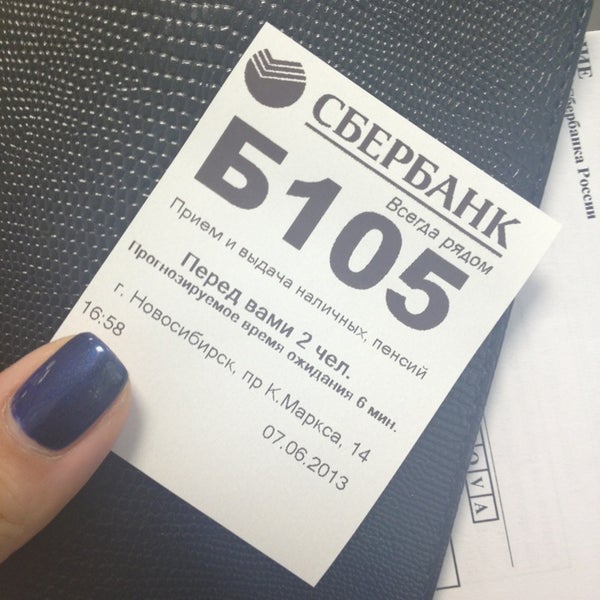 СБЕРБАНК
Всегда рядом
Б105
Прием и выдача наличных, пенсий
Перед вами 2 чел.
Прогнозируемое время ожидания 6 мин.
г. Новосибирск, пр К.Маркса, 14
16:58
07.06.2013
Сбербанка России
OVA